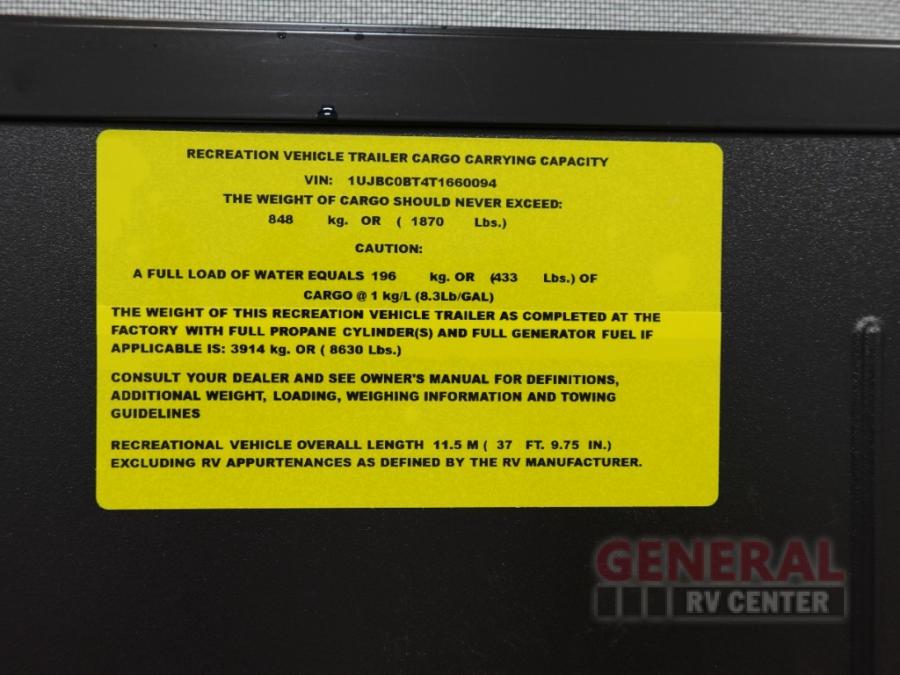 RECREATION VEHICLE TRAILER CARGO CARRYING CAPACITY
VIN: 1UJBC0BT4T1660094
THE WEIGHT OF CARGO SHOULD NEVER EXCEED:
848 kg. OR ( 1870 Lbs.)
CAUTION:
A FULL LOAD OF WATER EQUALS 196 kg. OR (433 Lbs.) OF
CARGO @ 1 kg/L (8.3Lb/GAL)
THE WEIGHT OF THIS RECREATION VEHICLE TRAILER AS COMPLETED AT THE
FACTORY WITH FULL PROPANE CYLINDER(S) AND FULL GENERATOR FUEL IF
APPLICABLE IS: 3914 kg. OR ( 8630 Lbs.)
CONSULT YOUR DEALER AND SEE OWNER'S MANUAL FOR DEFINITIONS,
ADDITIONAL WEIGHT, LOADING, WEIGHING INFORMATION AND TOWING
GUIDELINES
RECREATIONAL VEHICLE OVERALL LENGTH 11.5 M ( 37 FT. 9.75 IN.)
EXCLUDING RV APPURTENANCES AS DEFINED BY THE RV MANUFACTURER.
GENERAL
RV CENTER